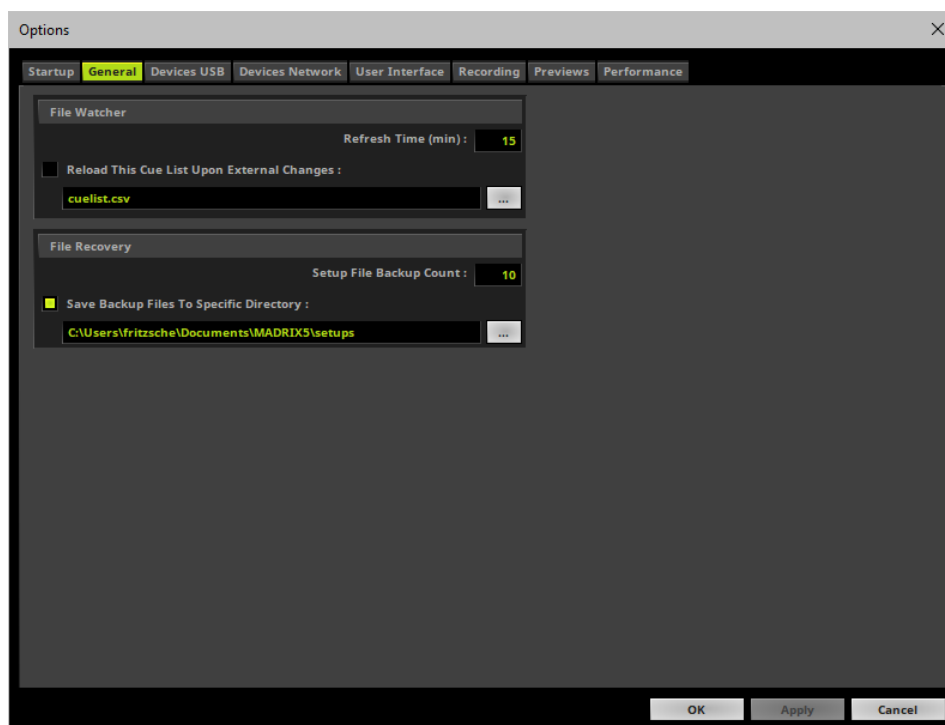 Options
Startup General Devices USB Devices Network User Interface Recording Previews Performance
File Watcher
Refresh Time (min) : 15
Reload This Cue List Upon External Changes :
cuelist.csv ...
File Recovery
Setup File Backup Count : 10
Save Backup Files To Specific Directory :
C:\Users\fritzsche\Documents\MADRIX5\setups ...
OK Apply Cancel